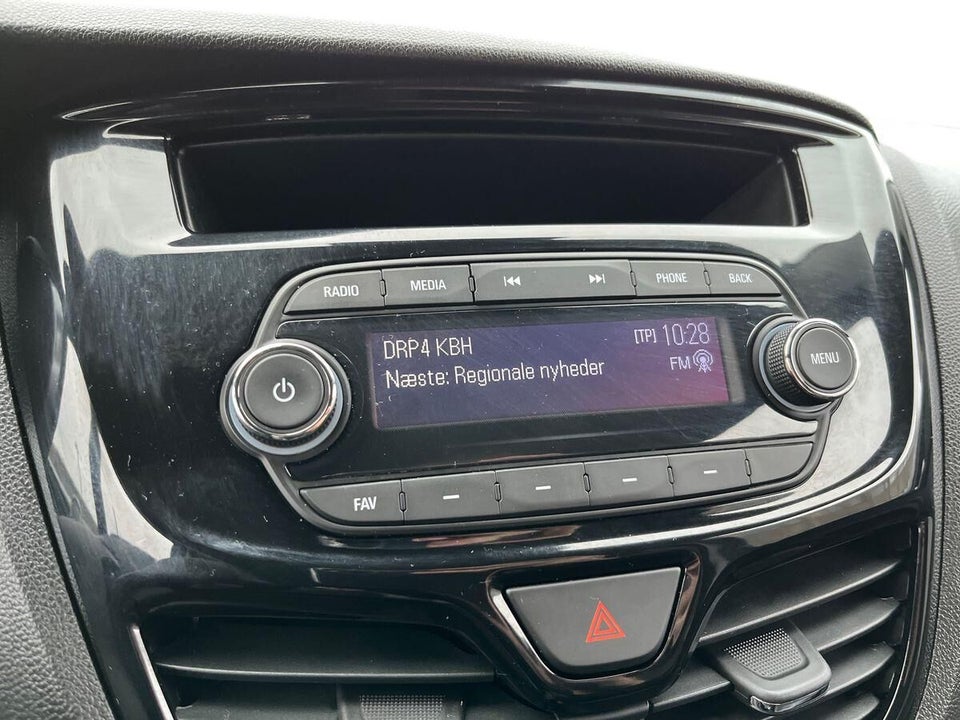 RADIO MEDIA PHONE BACK
DRP4 KBH [TP] 10:28
Næste: Regionale nyheder FM
MENU
FAV